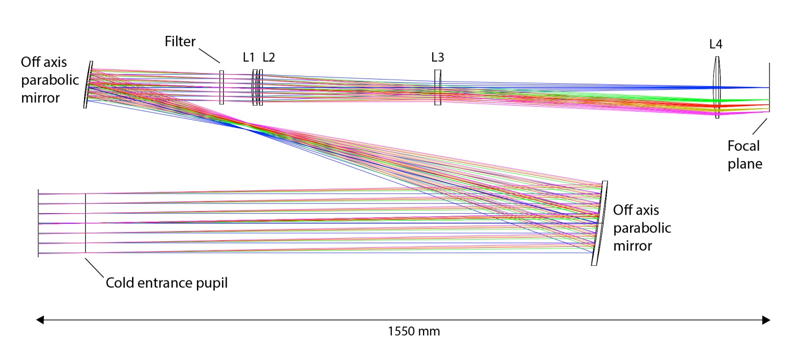 Filter
L1
L2
L3
L4
Off axis
parabolic
mirror
Focal
plane
Off axis
parabolic
mirror
Cold entrance pupil
1550 mm